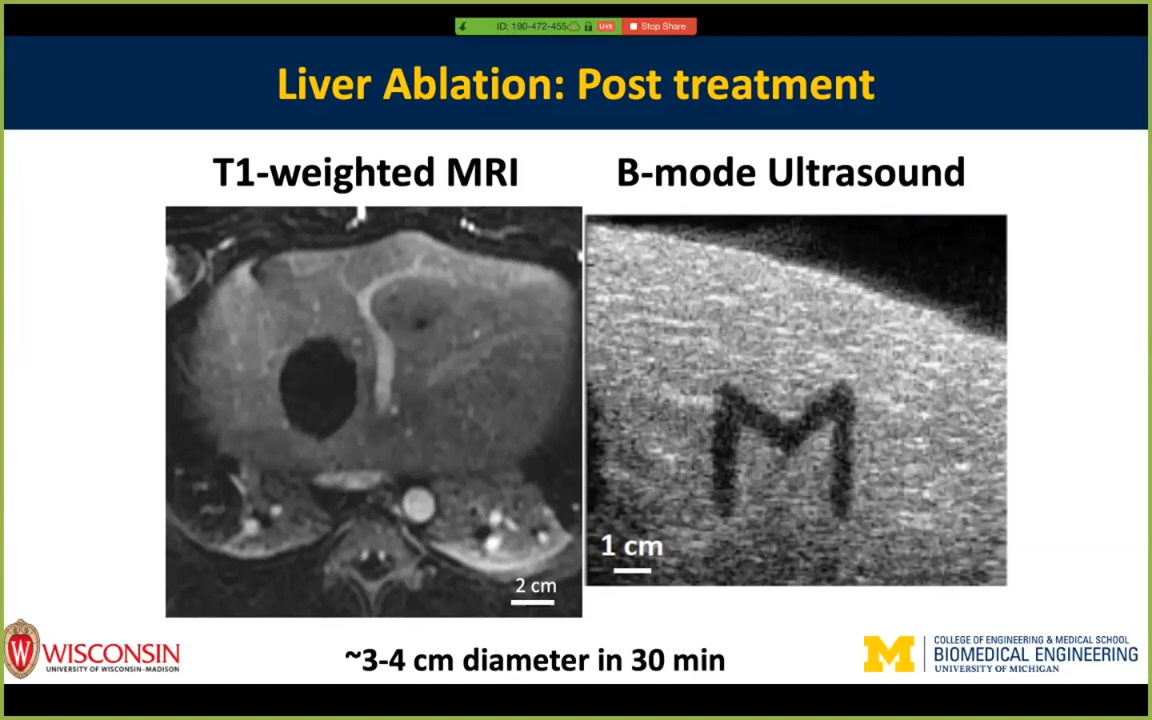 ID: 190-472-455
LIVE
Stop Share
Liver Ablation: Post treatment
T1-weighted MRI
B-mode Ultrasound
M
1 cm
2 cm
~3-4 cm diameter in 30 min
W
WISCONSIN
UNIVERSITY OF WISCONSIN–MADISON
M
COLLEGE OF ENGINEERING & MEDICAL SCHOOL
BIOMEDICAL ENGINEERING
UNIVERSITY OF MICHIGAN